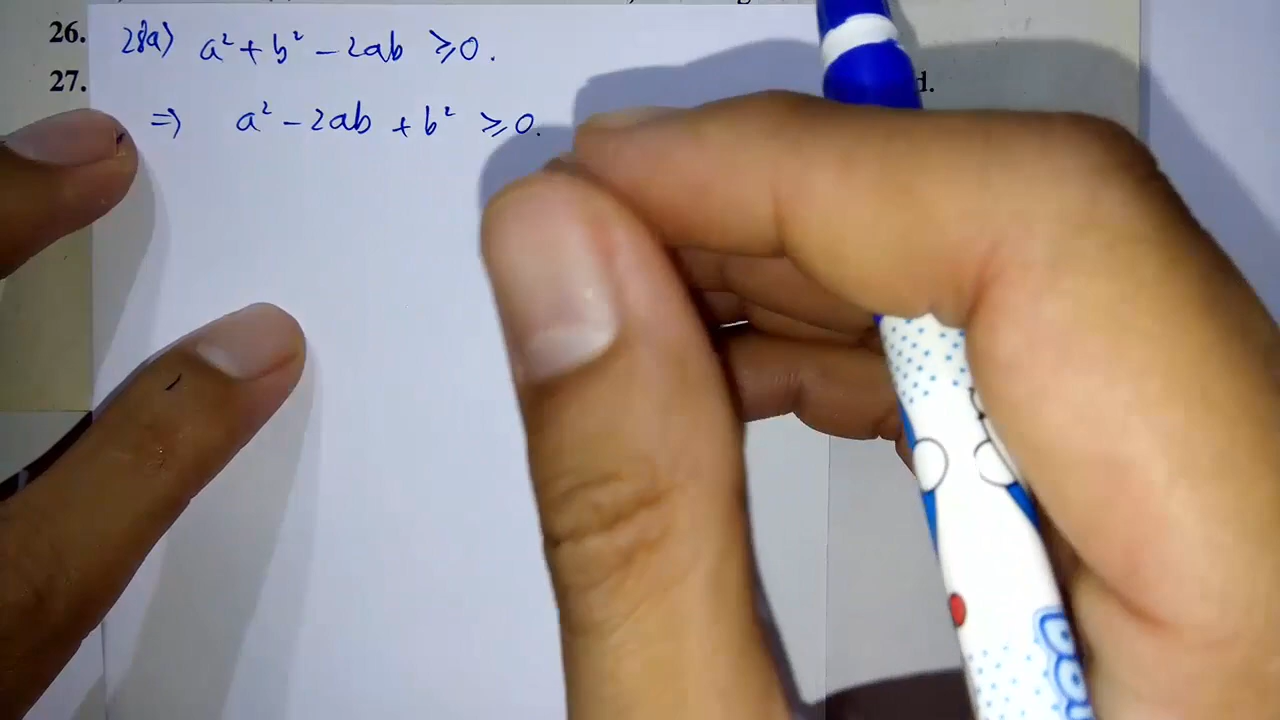 26. 28a) a² + b² − 2ab ≥ 0.
27.
d.
⇒ a² − 2ab + b² ≥ 0.